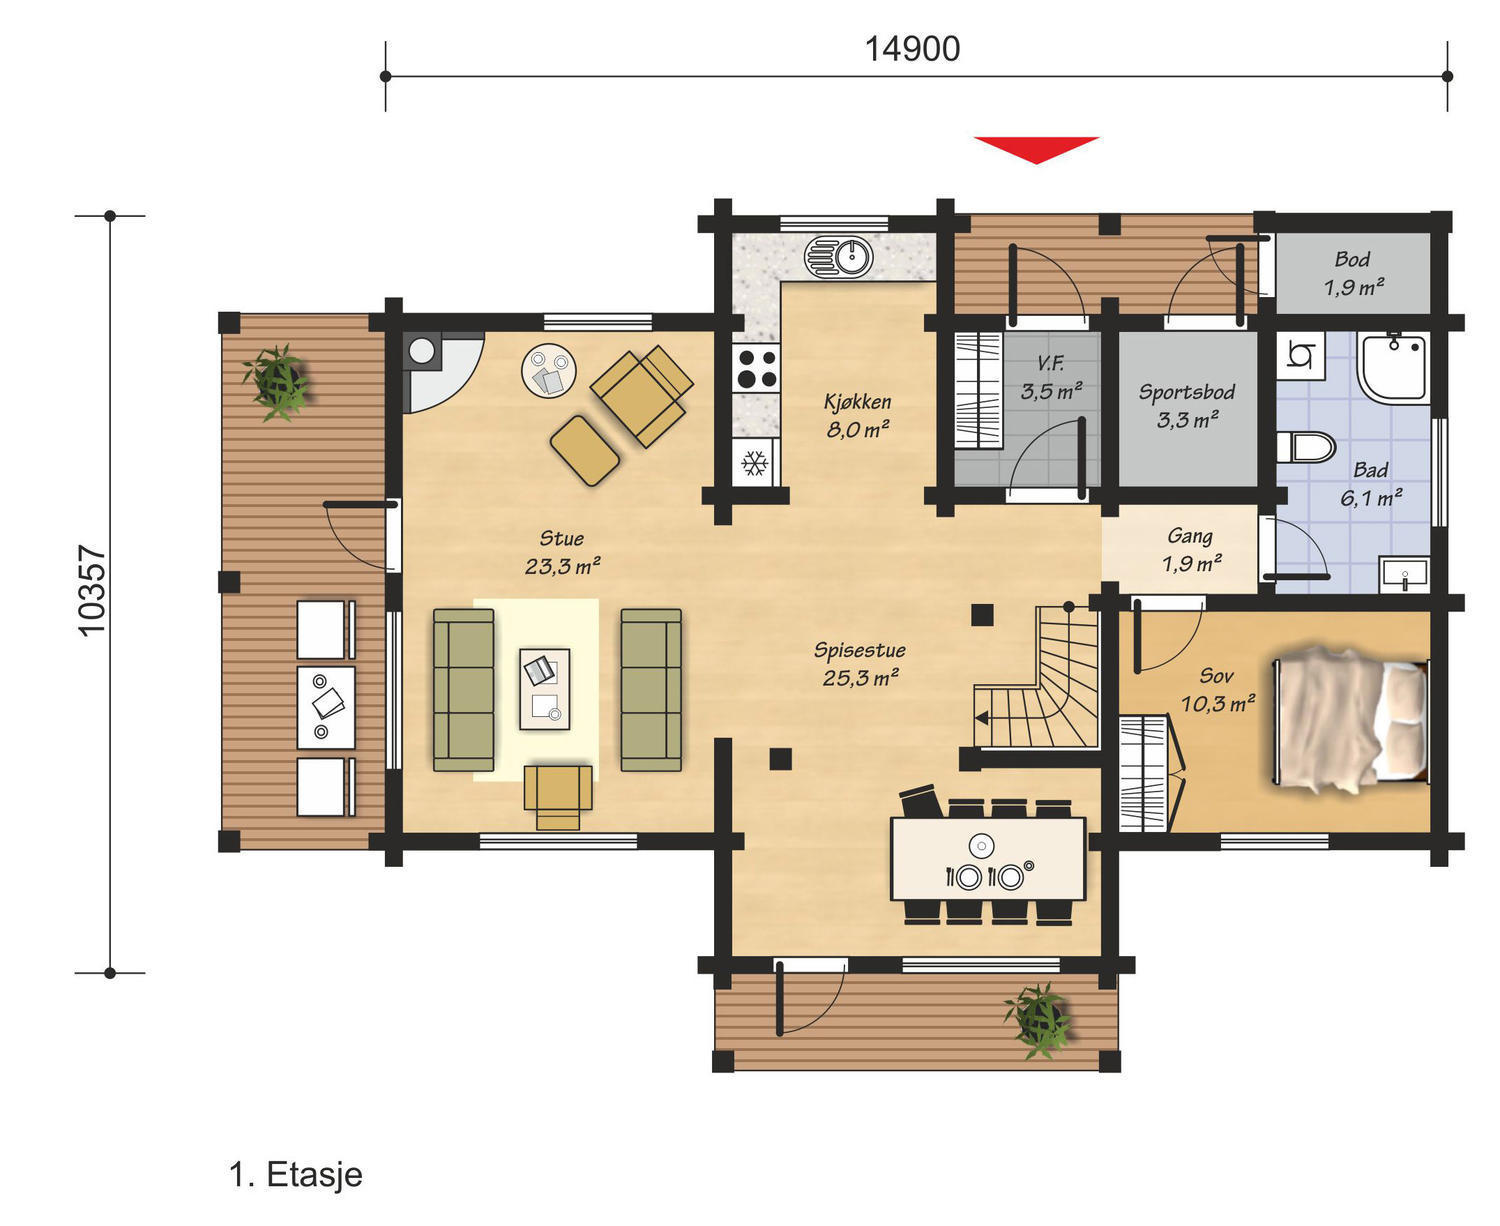 14900
10357
Bod
1,9 m²
Kjøkken
8,0 m²
V.F.
3,5 m²
Sportsbod
3,3 m²
Bad
6,1 m²
Stue
23,3 m²
Gang
1,9 m²
Spisestue
25,3 m²
Sov
10,3 m²
1. Etasje